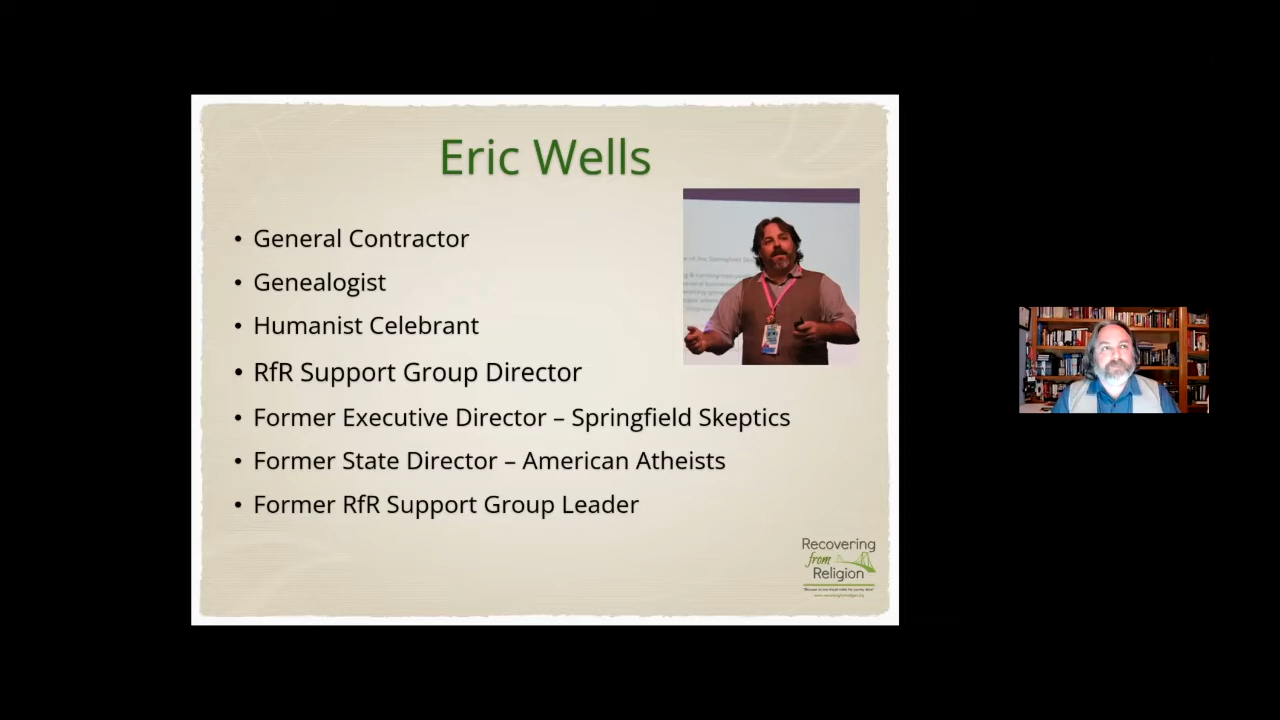 Eric Wells
• General Contractor
• Genealogist
• Humanist Celebrant
• RfR Support Group Director
• Former Executive Director – Springfield Skeptics
• Former State Director – American Atheists
• Former RfR Support Group Leader
Recovering
from
Religion